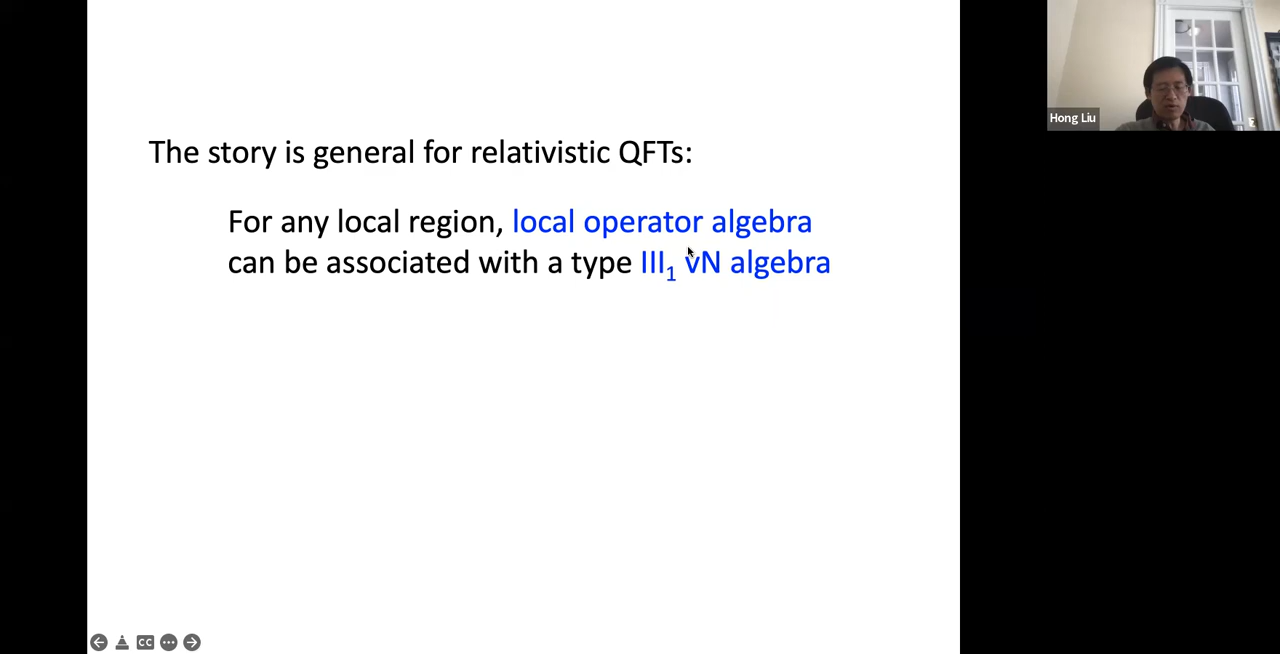 The story is general for relativistic QFTs:
For any local region, local operator algebra
can be associated with a type III₁ vN algebra
Hong Liu
CC